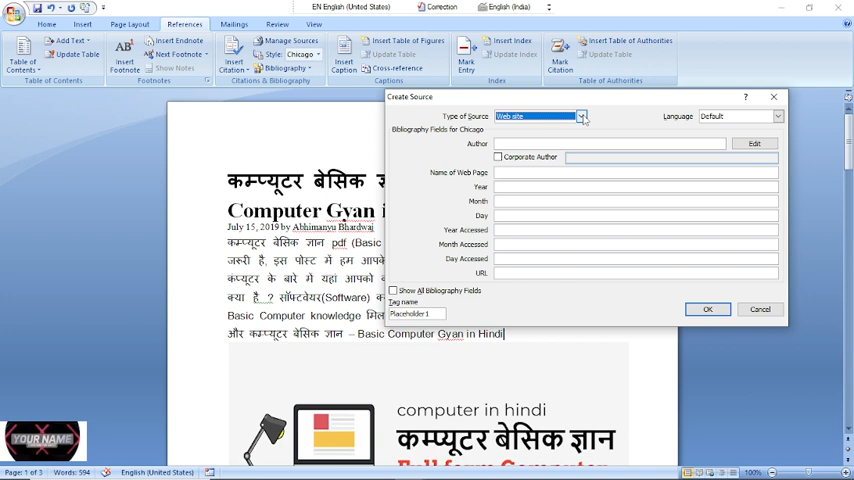 EN English (United States) Correction English (India)
Home Insert Page Layout References Mailings Review View
Add Text Insert Endnote Manage Sources Insert Table of Figures Insert Index Insert Table of Authorities
Update Table Next Footnote Style: Chicago Update Table Update Index Update Table
Table of Contents Insert Footnote Show Notes Insert Citation Bibliography Insert Caption Cross-reference Mark Entry Mark Citation
Table of Contents Footnotes Citations & Bibliography Captions Index Table of Authorities
Create Source
Type of Source Web site Language Default
Bibliography Fields for Chicago
Author Edit
Corporate Author
Name of Web Page
Year
Month
Day
Year Accessed
Month Accessed
Day Accessed
URL
Show All Bibliography Fields
Tag name
Placeholder1
OK Cancel
कम्प्यूटर बेसिक
Computer Gyan i
July 15, 2019 by Abhimanyu Bhardwaj
कम्प्यूटर बेसिक ज्ञान pdf (Basic
जरूरी है, इस पोस्ट में हम आपके
कंप्यूटर के बारे में यहां आपको
क्या है ? सॉफ्टवेयर(Software)
Basic Computer knowledge
और कम्प्यूटर बेसिक ज्ञान – Basic Computer Gyan in Hindi
computer in hindi
कम्प्यूटर बेसिक ज्ञान
Full form Computer
YOUR NAME
Page: 1 of 3 Words: 594 English (United States) 100%